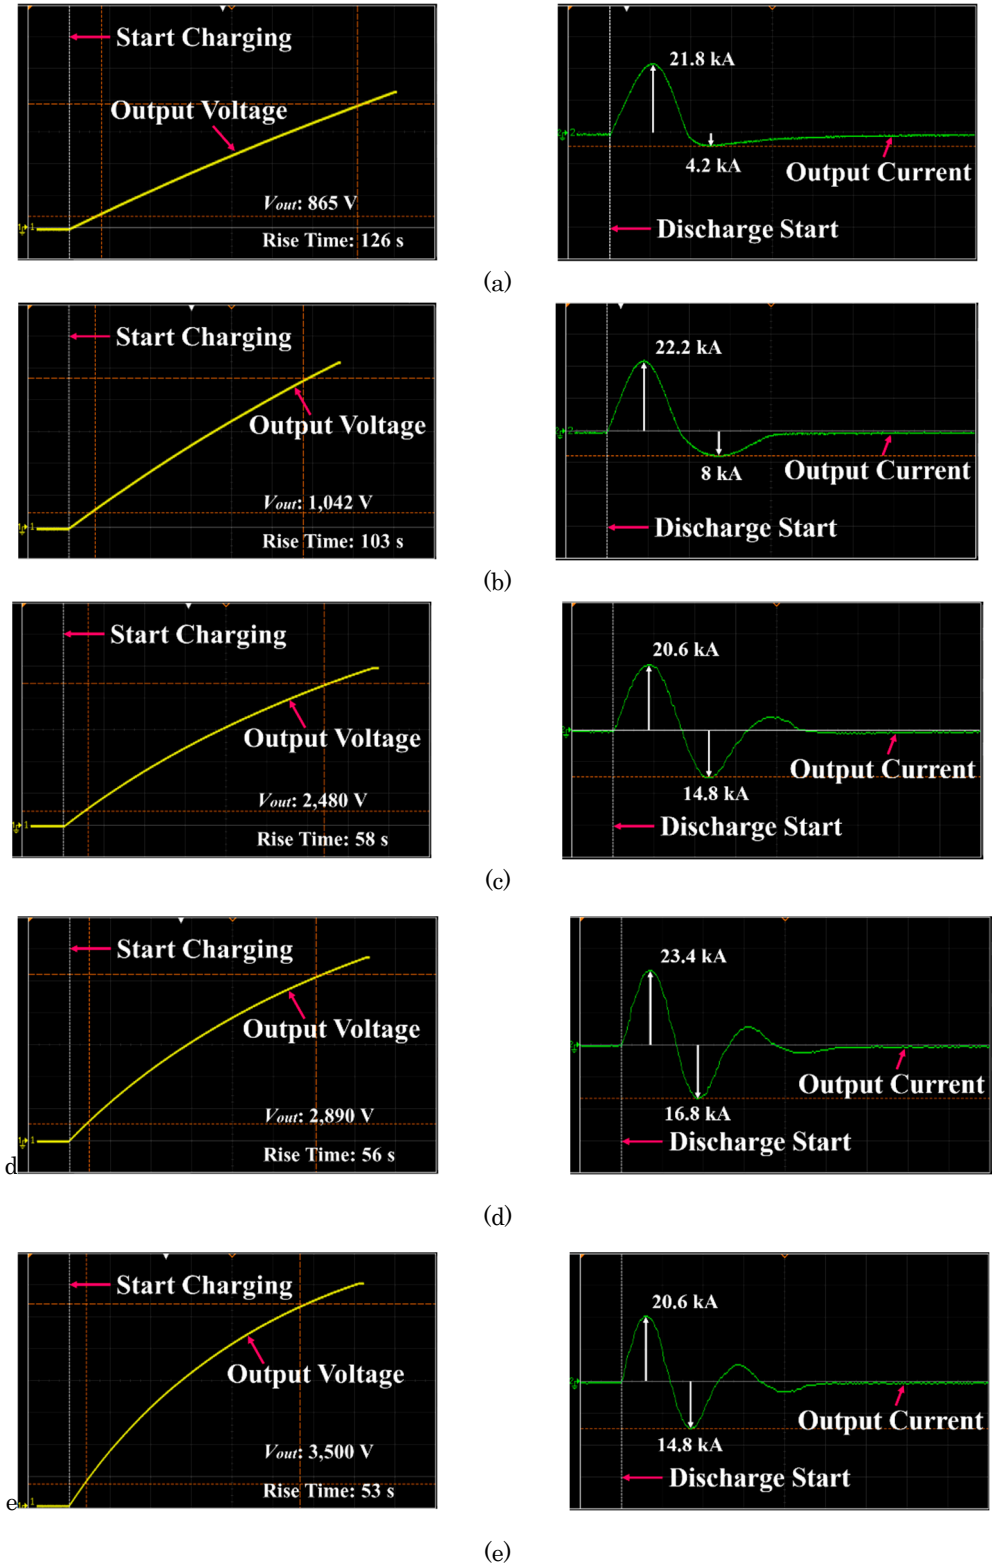 Start Charging
Output Voltage
Vout: 865 V
Rise Time: 126 s
21.8 kA
4.2 kA
Output Current
Discharge Start
(a)
Start Charging
Output Voltage
Vout: 1,042 V
Rise Time: 103 s
22.2 kA
8 kA
Output Current
Discharge Start
(b)
Start Charging
Output Voltage
Vout: 2,480 V
Rise Time: 58 s
20.6 kA
14.8 kA
Output Current
Discharge Start
(c)
Start Charging
Output Voltage
Vout: 2,890 V
Rise Time: 56 s
d
23.4 kA
16.8 kA
Output Current
Discharge Start
(d)
Start Charging
Output Voltage
Vout: 3,500 V
Rise Time: 53 s
e
20.6 kA
14.8 kA
Output Current
Discharge Start
(e)